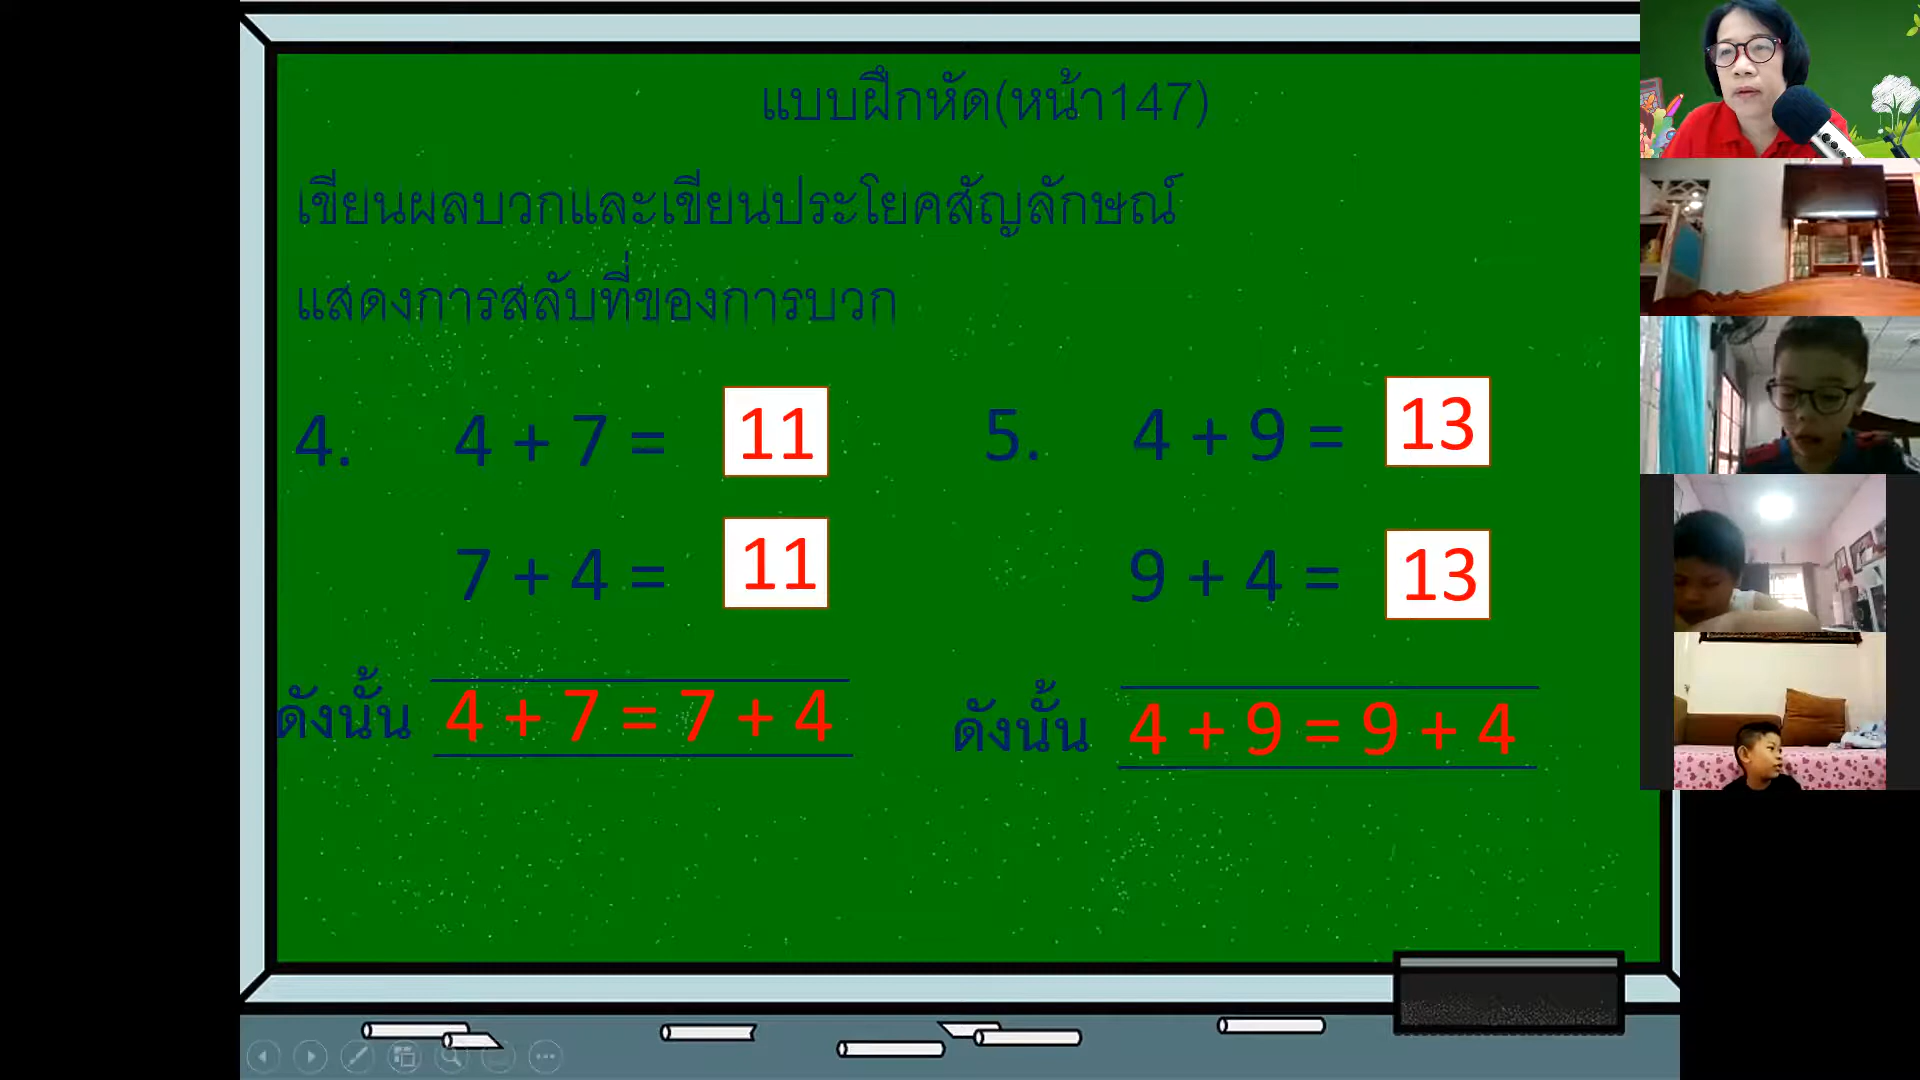 แบบฝึกหัด(หน้า147)
เขียนผลบวกและเขียนประโยคสัญลักษณ์
แสดงการสลับที่ของการบวก
4. 4 + 7 = 11
5. 4 + 9 = 13
7 + 4 = 11
9 + 4 = 13
ดังนั้น 4 + 7 = 7 + 4
ดังนั้น 4 + 9 = 9 + 4